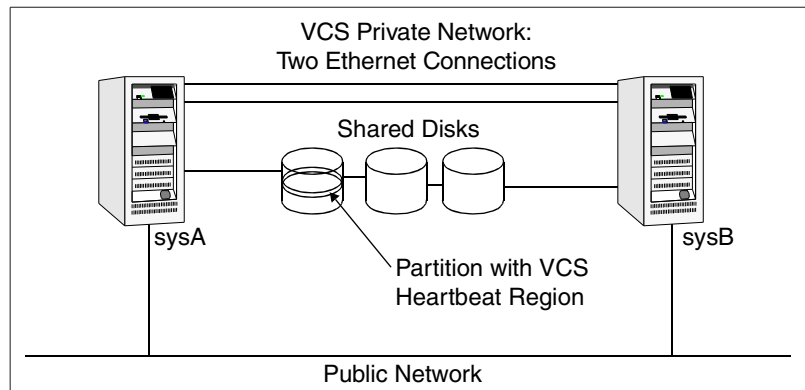 VCS Private Network:
Two Ethernet Connections
Shared Disks
sysA
sysB
Partition with VCS
Heartbeat Region
Public Network